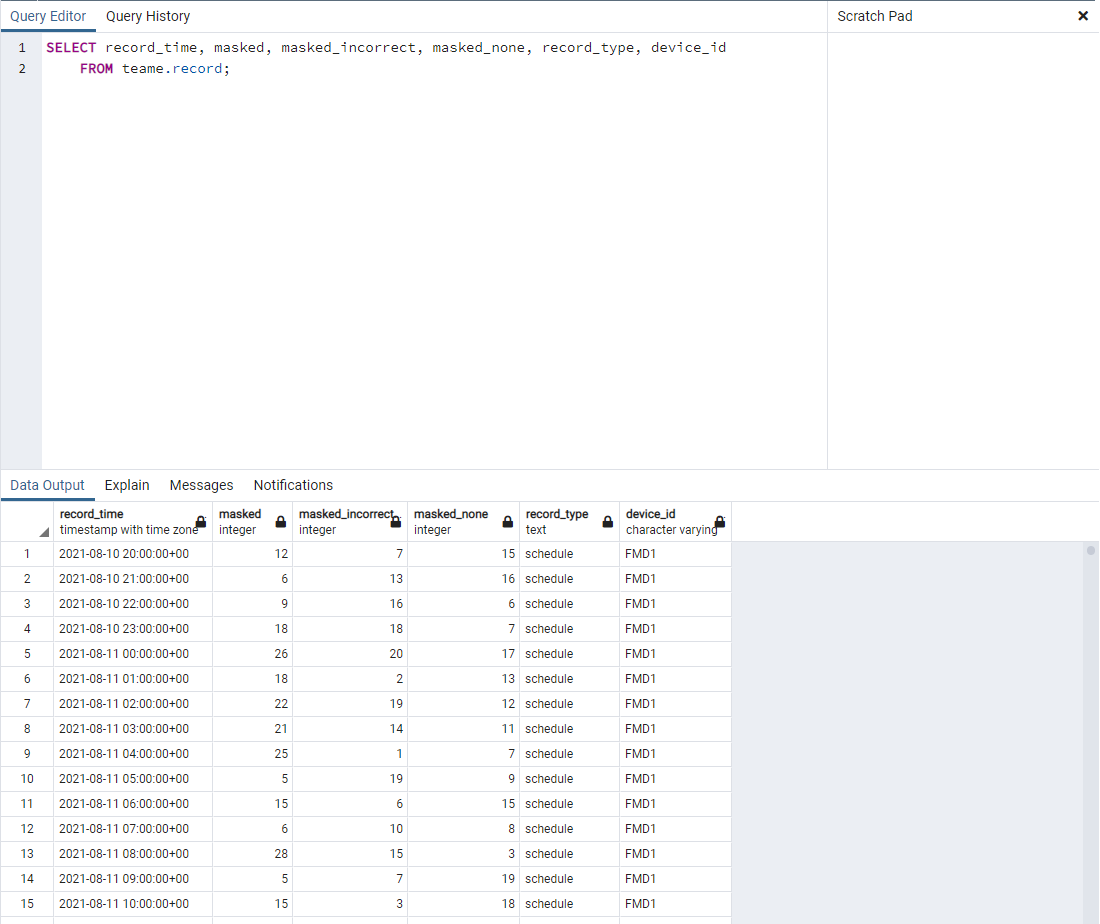 Query Editor Query History Scratch Pad ×
1 SELECT record_time, masked, masked_incorrect, masked_none, record_type, device_id
2 FROM teame.record;
Data Output Explain Messages Notifications
record_time masked masked_incorrect masked_none record_type device_id
timestamp with time zone integer integer integer text character varying
1 2021-08-10 20:00:00+00 12 7 15 schedule FMD1
2 2021-08-10 21:00:00+00 6 13 16 schedule FMD1
3 2021-08-10 22:00:00+00 9 16 6 schedule FMD1
4 2021-08-10 23:00:00+00 18 18 7 schedule FMD1
5 2021-08-11 00:00:00+00 26 20 17 schedule FMD1
6 2021-08-11 01:00:00+00 18 2 13 schedule FMD1
7 2021-08-11 02:00:00+00 22 19 12 schedule FMD1
8 2021-08-11 03:00:00+00 21 14 11 schedule FMD1
9 2021-08-11 04:00:00+00 25 1 7 schedule FMD1
10 2021-08-11 05:00:00+00 5 19 9 schedule FMD1
11 2021-08-11 06:00:00+00 15 6 15 schedule FMD1
12 2021-08-11 07:00:00+00 6 10 8 schedule FMD1
13 2021-08-11 08:00:00+00 28 15 3 schedule FMD1
14 2021-08-11 09:00:00+00 5 7 19 schedule FMD1
15 2021-08-11 10:00:00+00 15 3 18 schedule FMD1